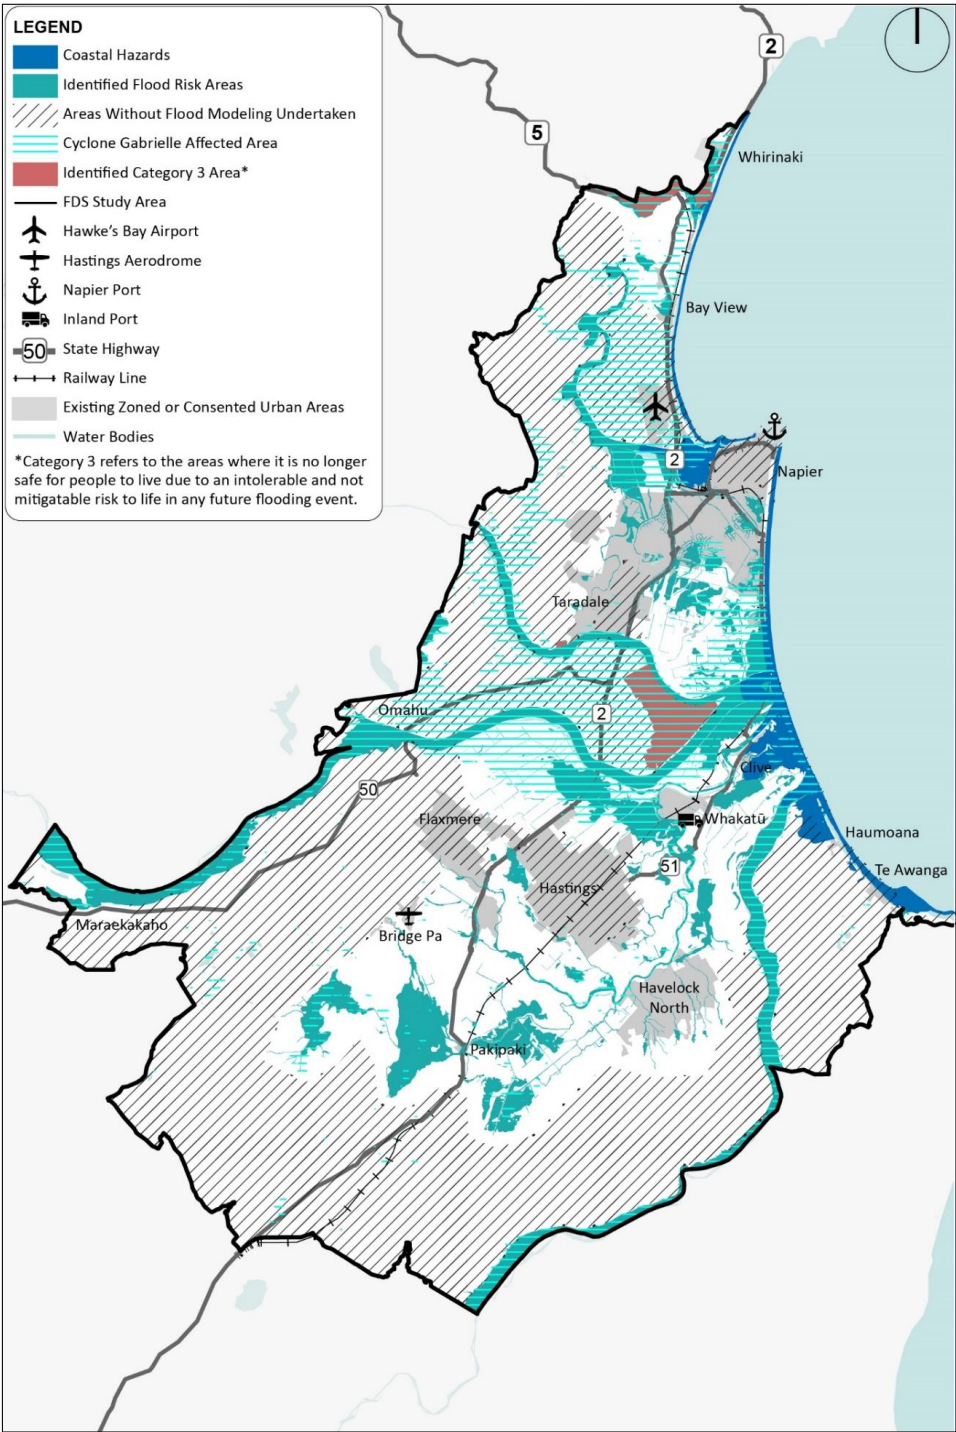 LEGEND
Coastal Hazards
Identified Flood Risk Areas
Areas Without Flood Modeling Undertaken
Cyclone Gabrielle Affected Area
Identified Category 3 Area*
FDS Study Area
Hawke's Bay Airport
Hastings Aerodrome
Napier Port
Inland Port
50 State Highway
Railway Line
Existing Zoned or Consented Urban Areas
Water Bodies
*Category 3 refers to the areas where it is no longer
safe for people to live due to an intolerable and not
mitigatable risk to life in any future flooding event.
2
5
Whirinaki
Bay View
2
Napier
Taradale
Omahu
2
Clive
50
Flaxmere
Whakatū
Haumoana
51
Te Awanga
Hastings
Maraekakaho
Bridge Pa
Havelock
North
Pakipaki